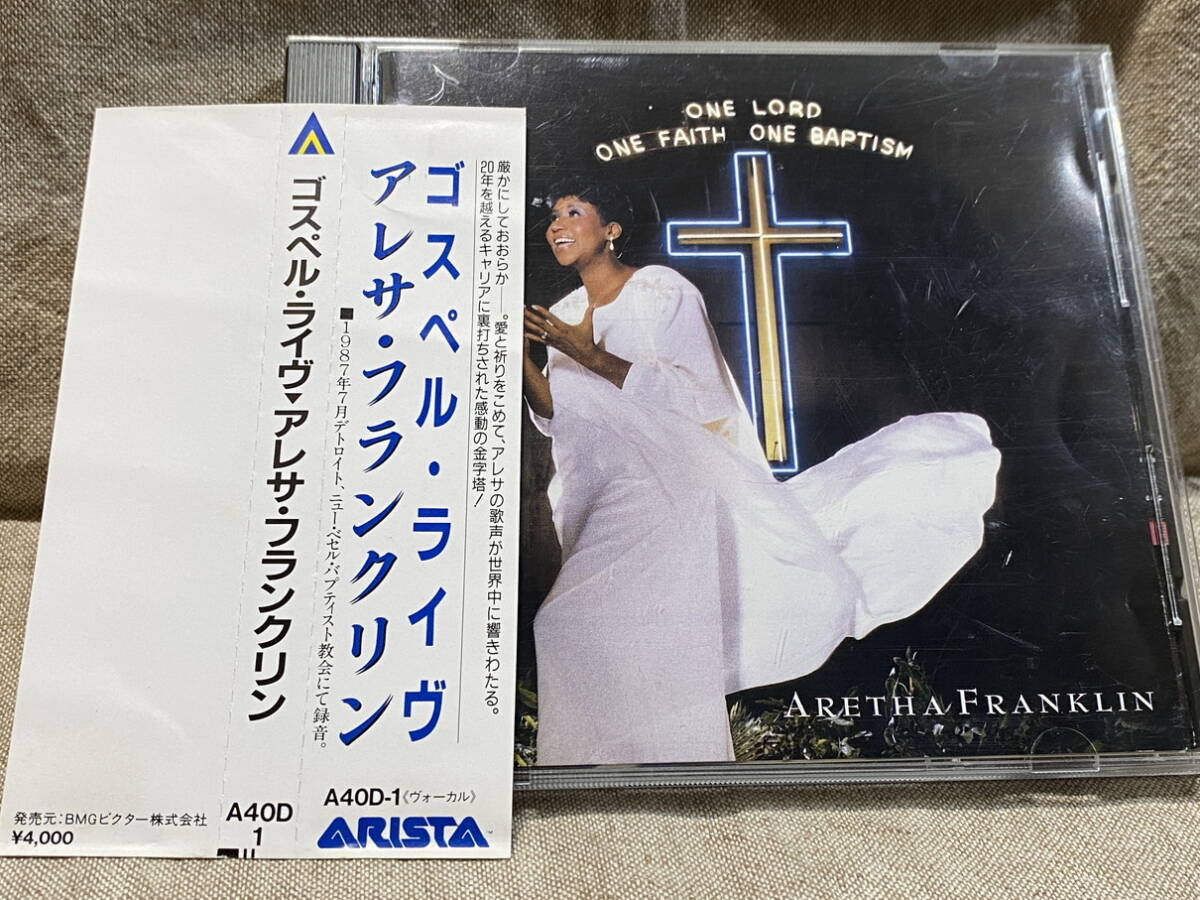 厳かにしておおらか──。愛と祈りをこめて、アレサの歌声が世界中に響きわたる。
20年を越えるキャリアに裏打ちされた感動の金字塔!
ゴスペル・ライヴ
アレサ・フランクリン
■1987年7月デトロイト、ニュー・ベセル・バプティスト教会にて録音。
A40D-1《ヴォーカル》
ARISTA™
ゴスペル・ライヴ▼アレサ・フランクリン
A40D
1
発売元:BMGビクター株式会社
¥4,000
ONE LORD
ONE FAITH ONE BAPTISM
ARETHA FRANKLIN